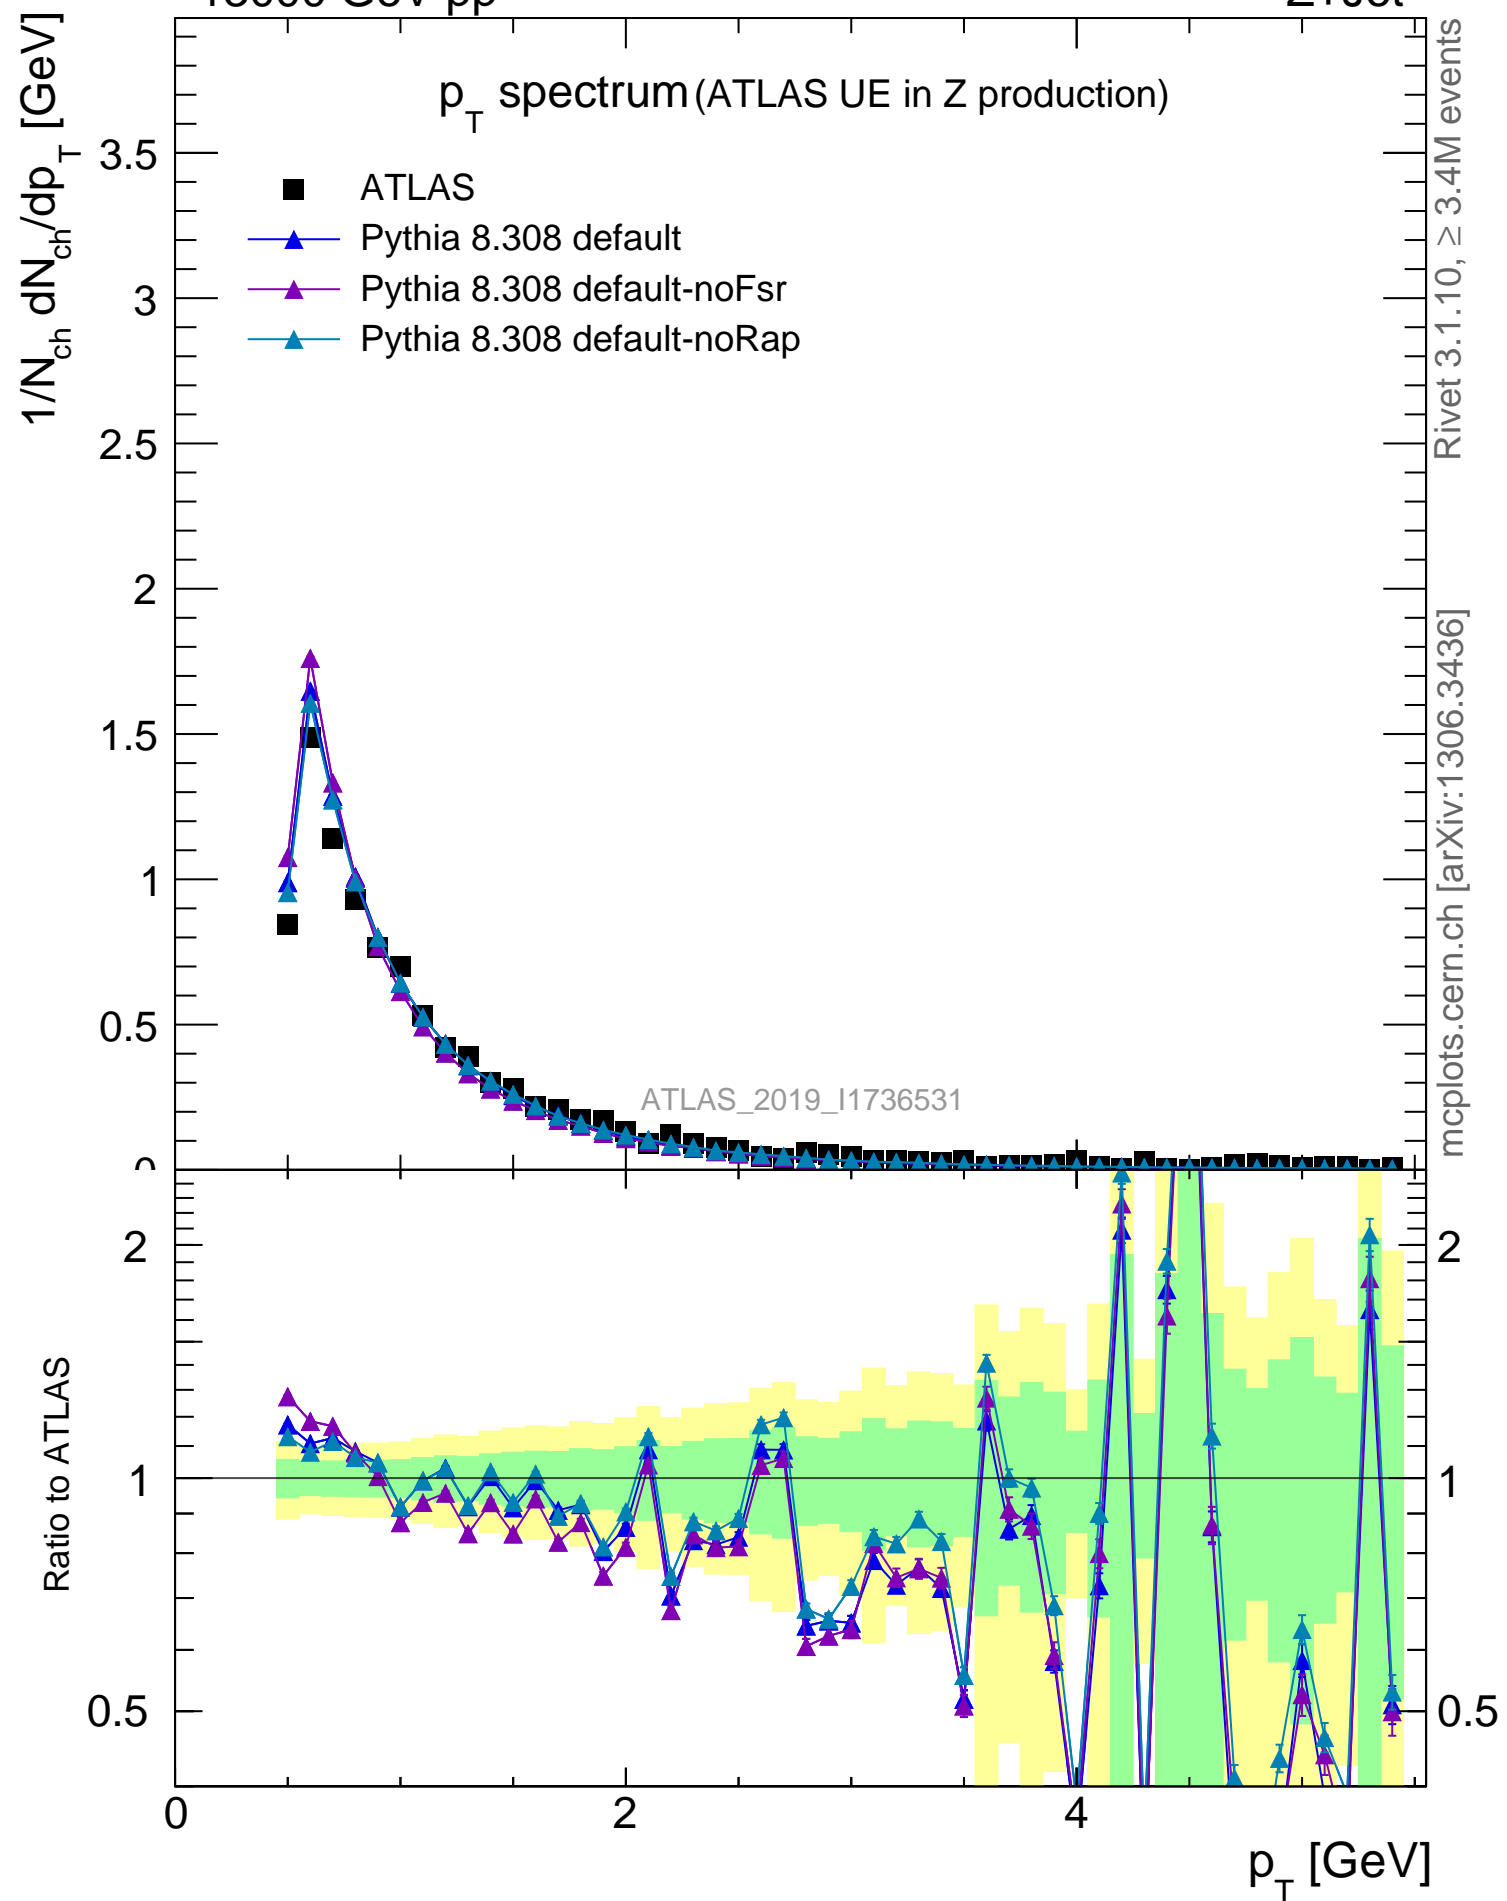 p_T spectrum (ATLAS UE in Z production)
ATLAS
Pythia 8.308 default
Pythia 8.308 default-noFsr
Pythia 8.308 default-noRap
1/N_ch dN_ch/dp_T [GeV]
3.5
3
2.5
2
1.5
1
0.5
0
ATLAS_2019_I1736531
Rivet 3.1.10, ≥ 3.4M events
mcplots.cern.ch [arXiv:1306.3436]
Ratio to ATLAS
2
1
0.5
2
1
0.5
0
2
4
p_T [GeV]